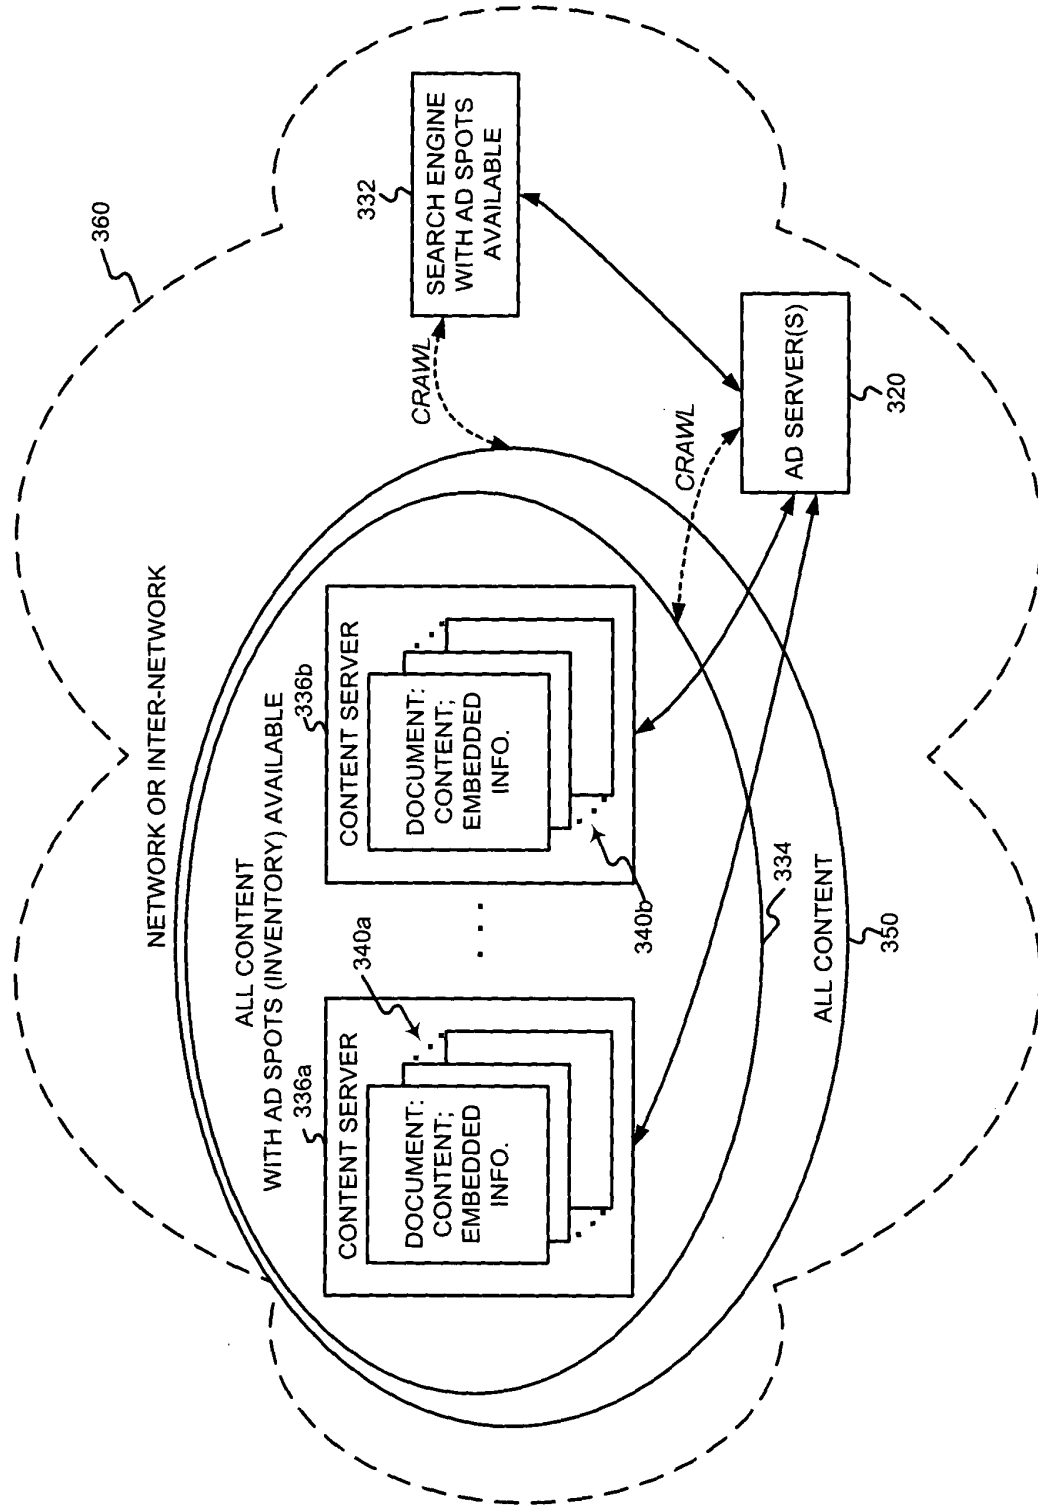 360
NETWORK OR INTER-NETWORK
ALL CONTENT
WITH AD SPOTS (INVENTORY) AVAILABLE
336a
CONTENT SERVER
DOCUMENT:
CONTENT;
EMBEDDED
INFO.
340a
. . . .
336b
CONTENT SERVER
DOCUMENT:
CONTENT;
EMBEDDED
INFO.
340b
332
SEARCH ENGINE
WITH AD SPOTS
AVAILABLE
CRAWL
CRAWL
AD SERVER(S)
320
334
ALL CONTENT
350